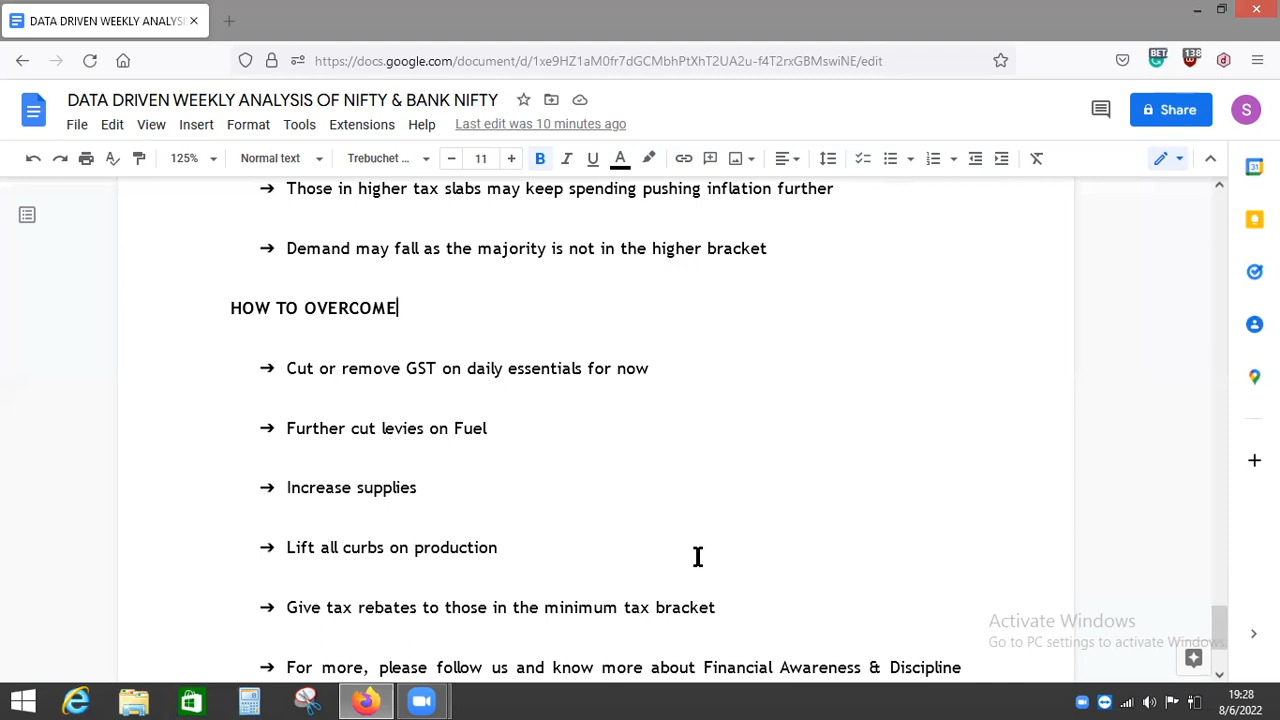 DATA DRIVEN WEEKLY ANALYSI
https://docs.google.com/document/d/1xe9HZ1aM0fr7dGCMbhPtXhT2UA2u-f4T2rxGBMswiNE/edit
BET
138
DATA DRIVEN WEEKLY ANALYSIS OF NIFTY & BANK NIFTY
Share
S
File Edit View Insert Format Tools Extensions Help Last edit was 10 minutes ago
125% Normal text Trebuchet ... 11 B I U A
31
➔ Those in higher tax slabs may keep spending pushing inflation further
➔ Demand may fall as the majority is not in the higher bracket
HOW TO OVERCOME
➔ Cut or remove GST on daily essentials for now
➔ Further cut levies on Fuel
➔ Increase supplies
➔ Lift all curbs on production
➔ Give tax rebates to those in the minimum tax bracket
➔ For more, please follow us and know more about Financial Awareness & Discipline
Activate Windows
Go to PC settings to activate Windows.
19:28
8/6/2022